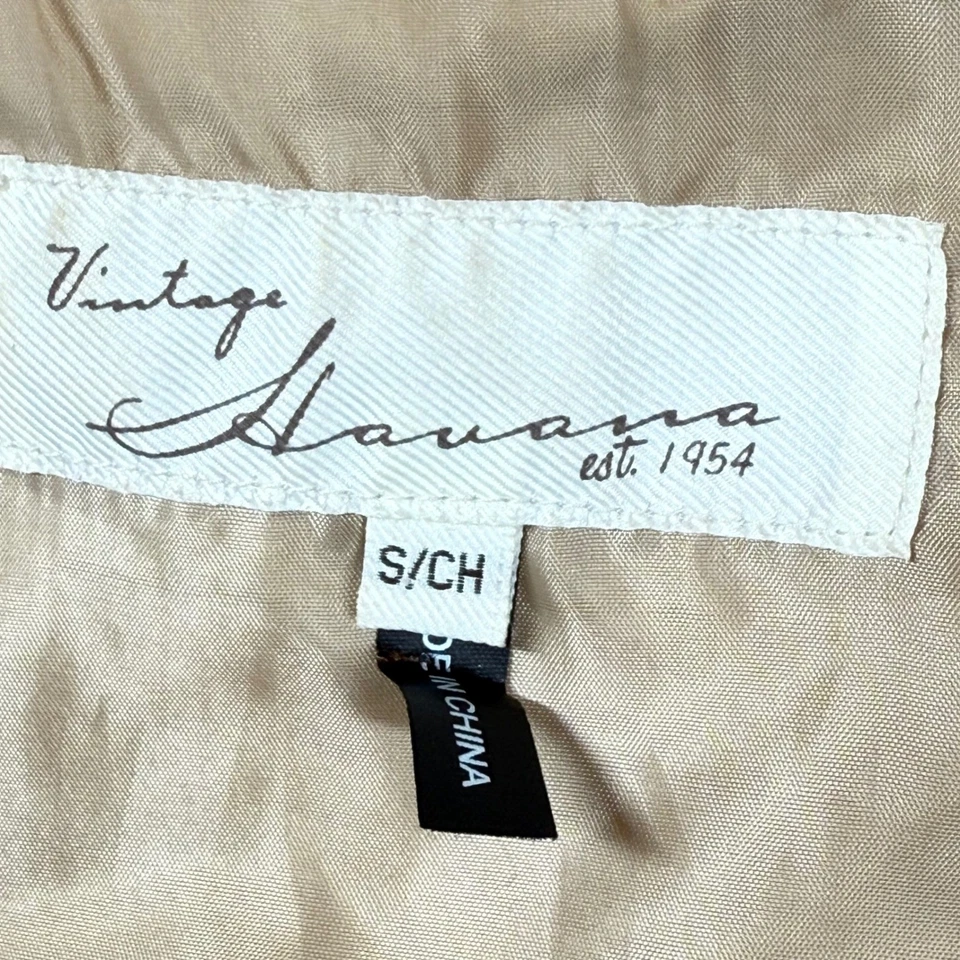 Vintage
Havana
est. 1954
S/CH
DE IN CHINA